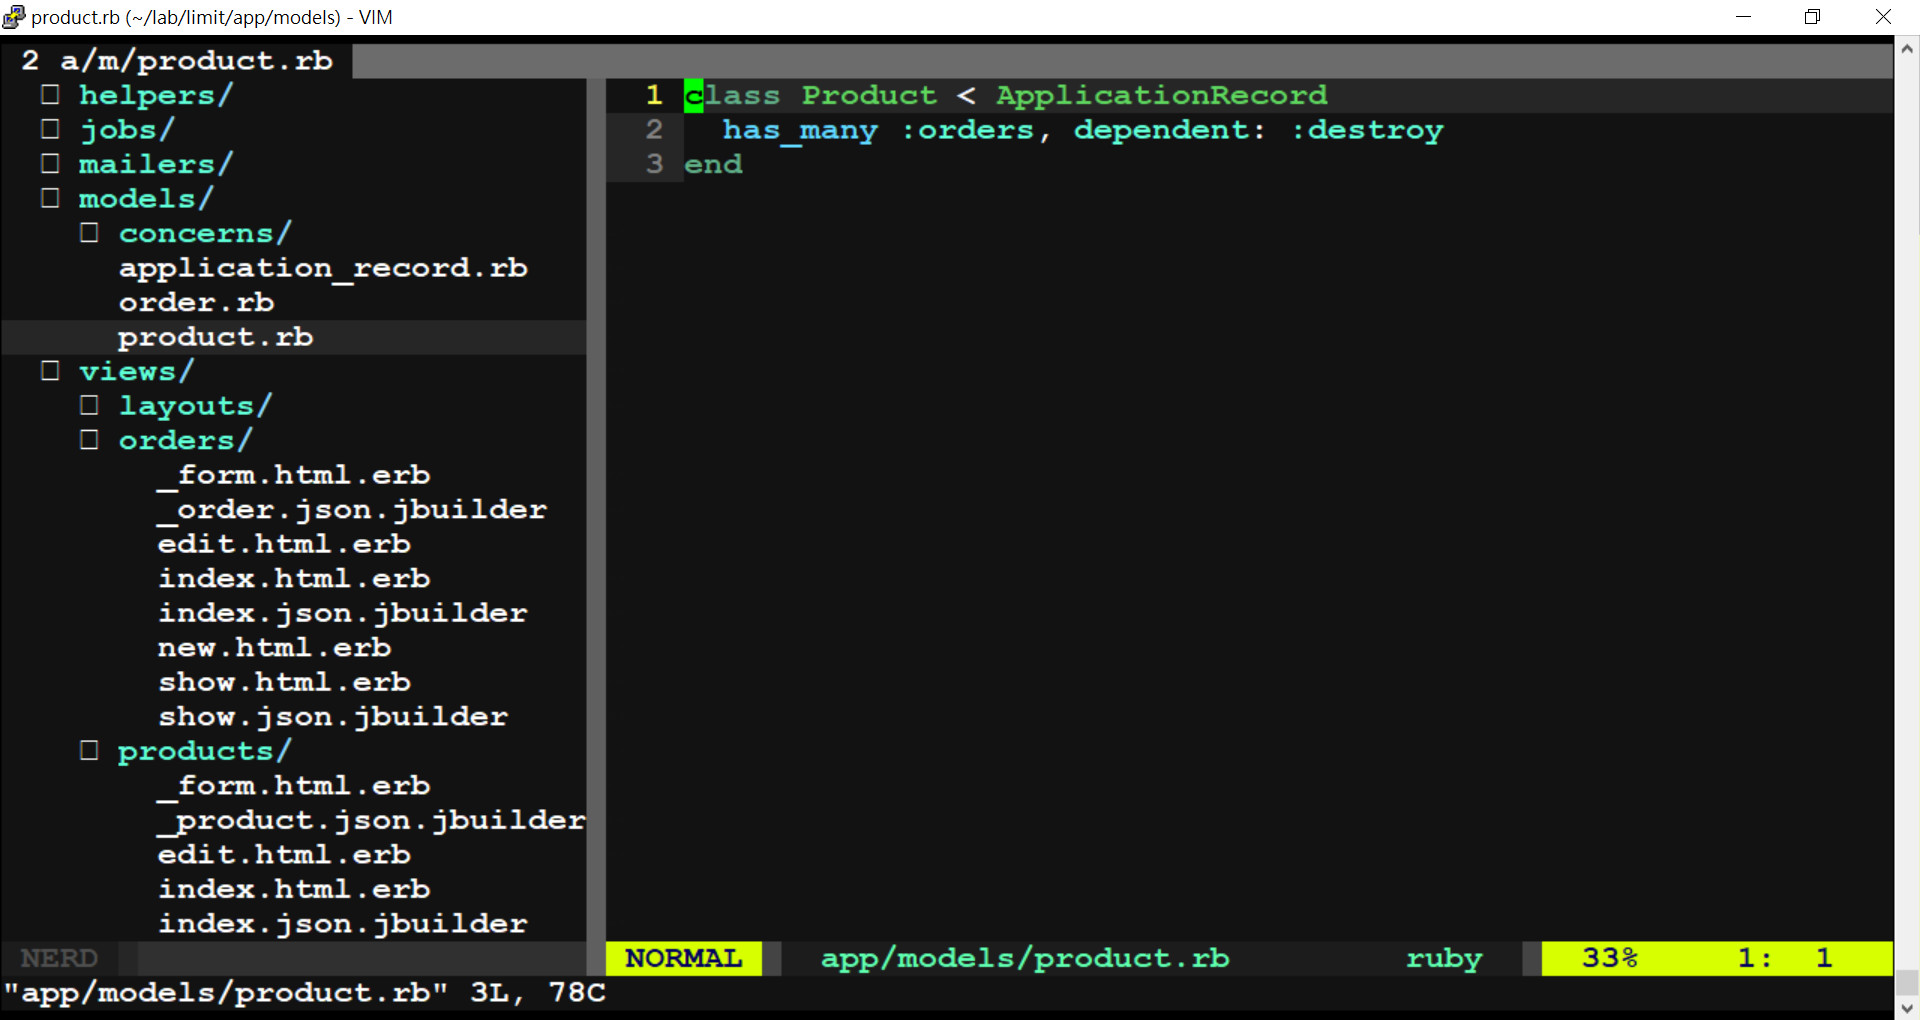 product.rb (~/lab/limit/app/models) - VIM
2 a/m/product.rb
helpers/
jobs/
mailers/
models/
concerns/
application_record.rb
order.rb
product.rb
views/
layouts/
orders/
_form.html.erb
_order.json.jbuilder
edit.html.erb
index.html.erb
index.json.jbuilder
new.html.erb
show.html.erb
show.json.jbuilder
products/
_form.html.erb
_product.json.jbuilder
edit.html.erb
index.html.erb
index.json.jbuilder
NERD
1 class Product < ApplicationRecord
2   has_many :orders, dependent: :destroy
3 end
NORMAL app/models/product.rb ruby 33% 1: 1
"app/models/product.rb" 3L, 78C